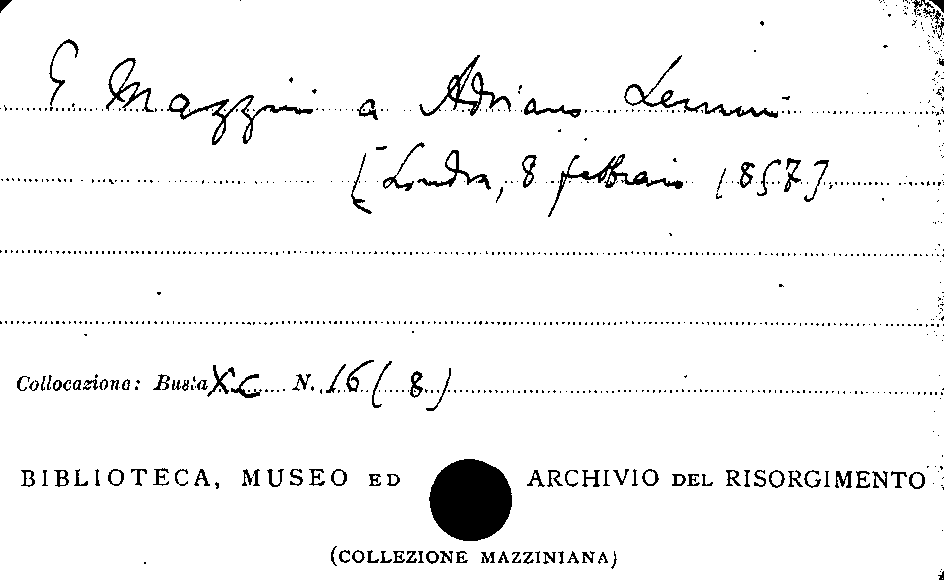 G. Mazzini a Adriano Lemmi
[Londra, 8 febbraio 1857].
Collocazione: Busta XC N. 16 (8)
BIBLIOTECA, MUSEO ED ARCHIVIO DEL RISORGIMENTO
(COLLEZIONE MAZZINIANA)